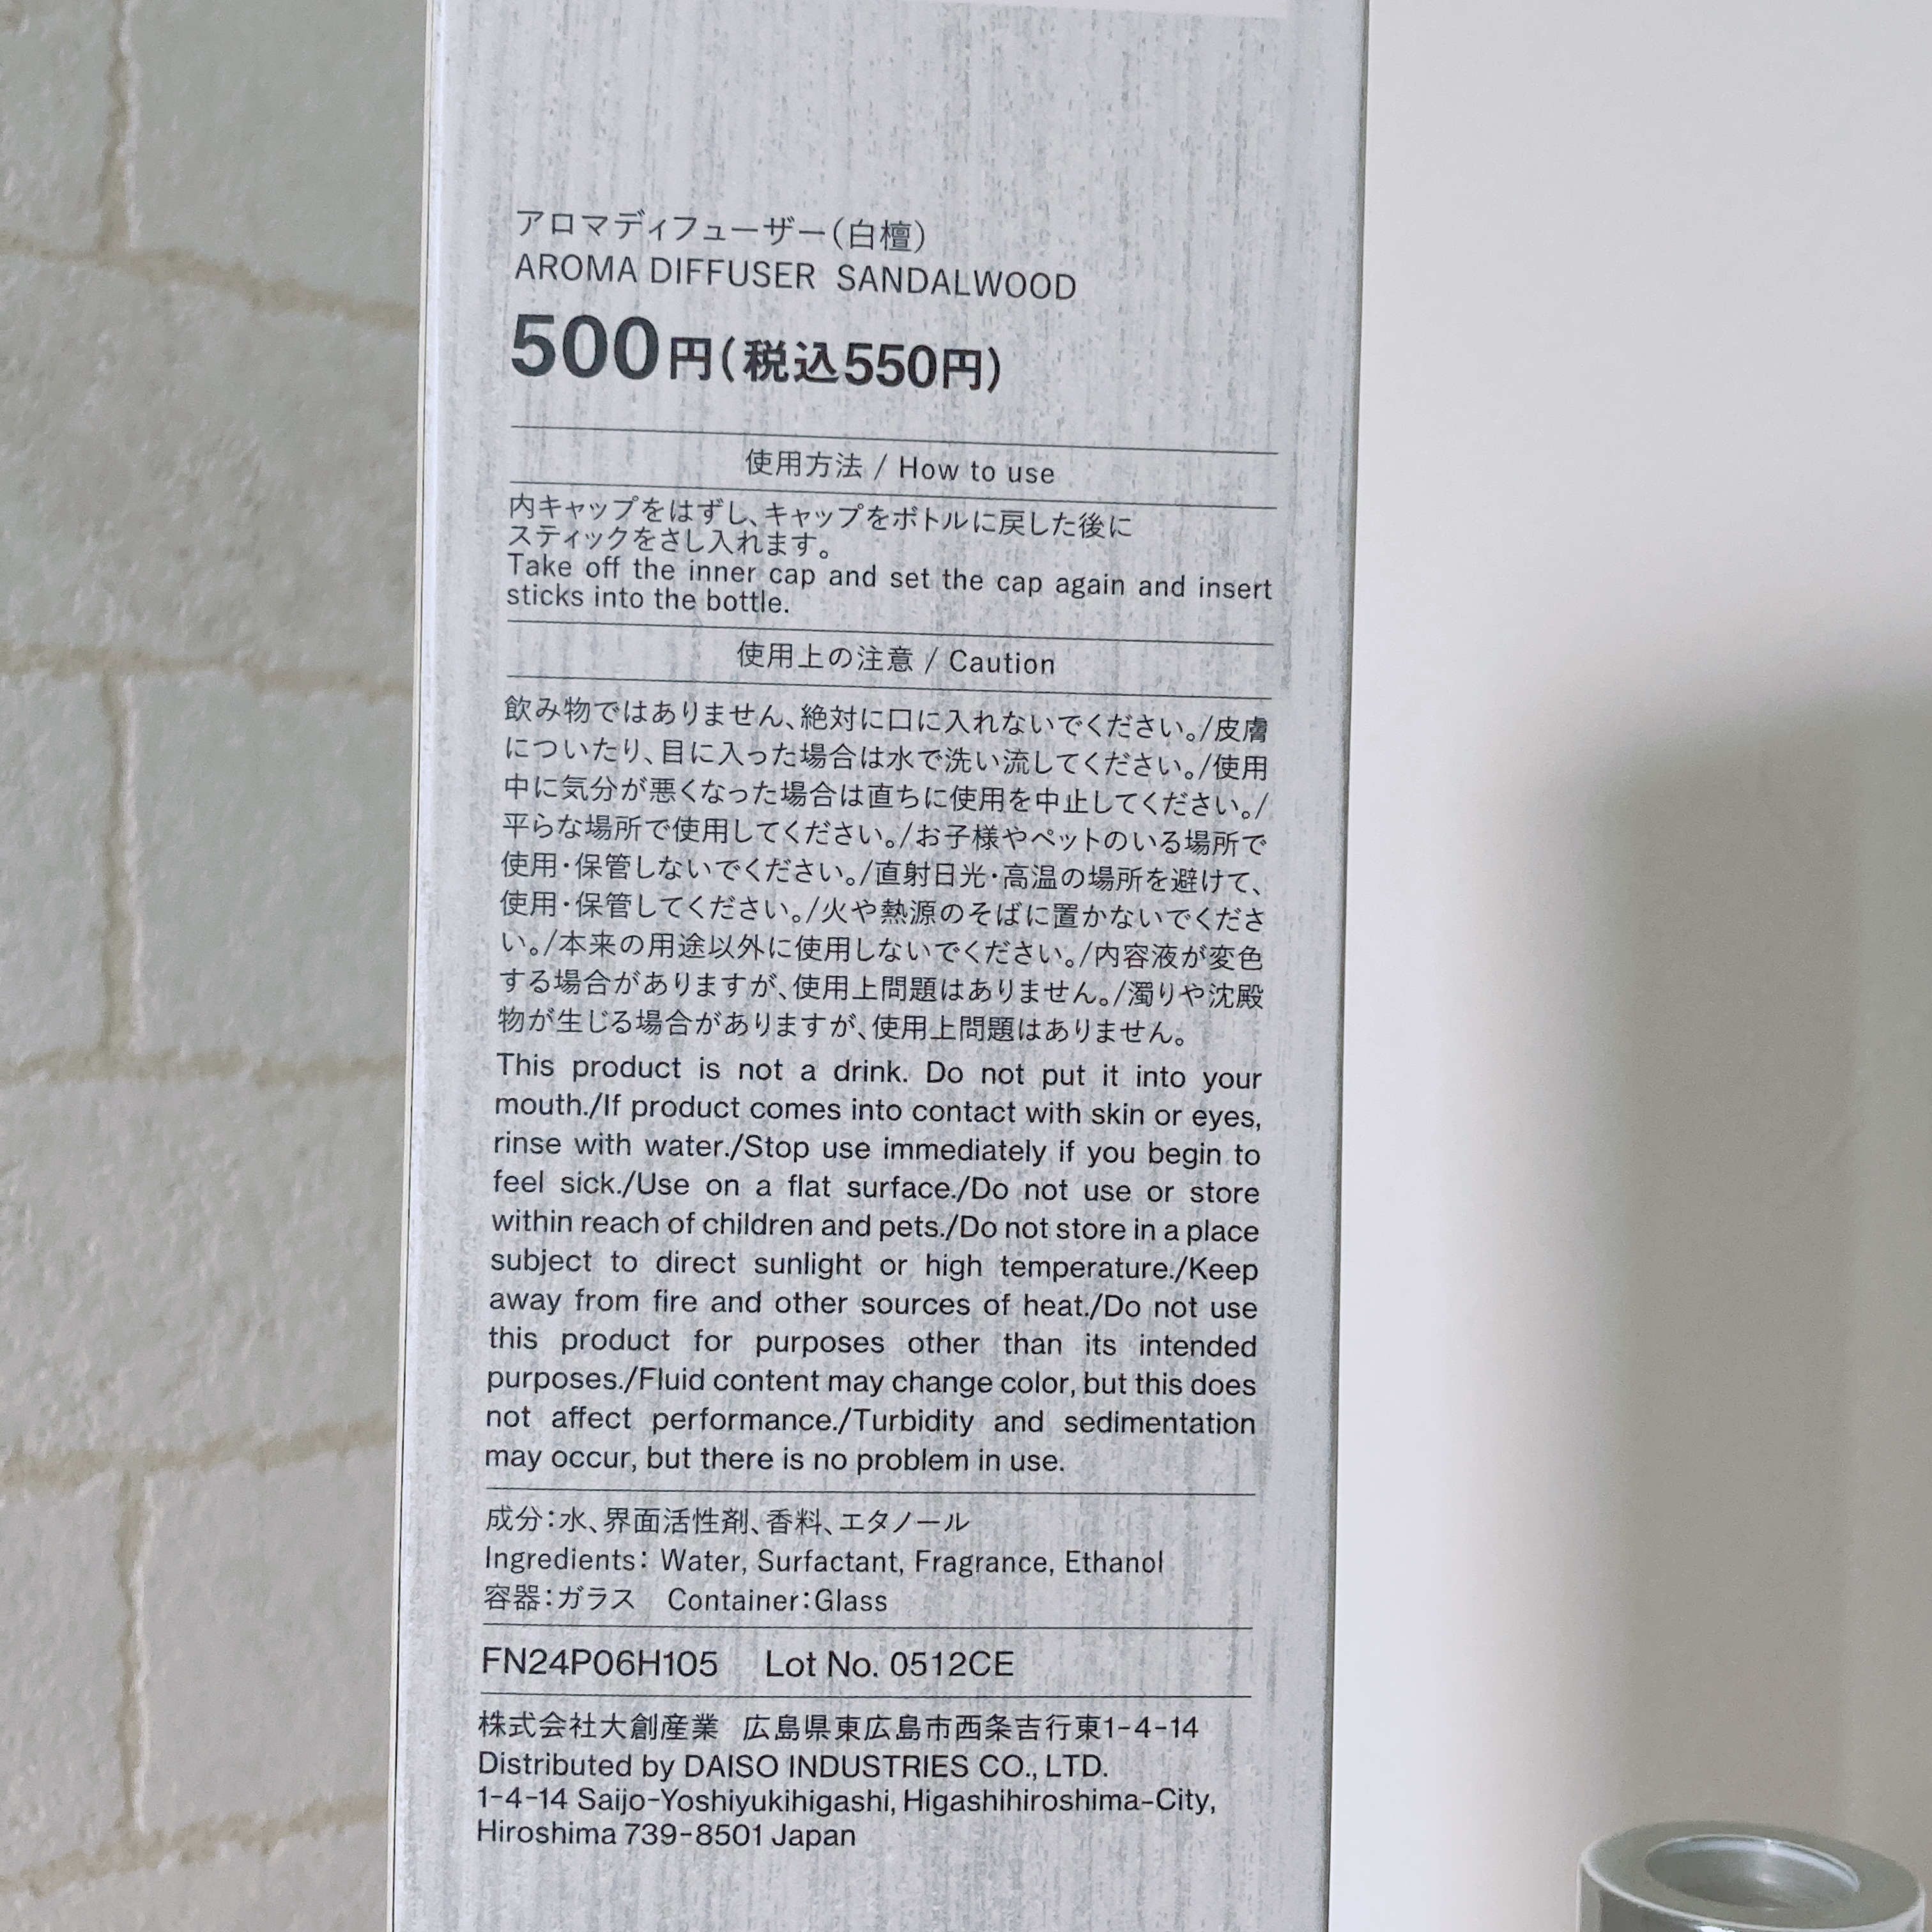 アロマディフューザー(白檀)
AROMA DIFFUSER SANDALWOOD
500円(税込550円)
使用方法 / How to use
内キャップをはずし、キャップをボトルに戻した後に
スティックをさし入れます。
Take off the inner cap and set the cap again and insert
sticks into the bottle.
使用上の注意 / Caution
飲み物ではありません、絶対に口に入れないでください。/皮膚
についたり、目に入った場合は水で洗い流してください。/使用
中に気分が悪くなった場合は直ちに使用を中止してください。/
平らな場所で使用してください。/お子様やペットのいる場所で
使用・保管しないでください。/直射日光・高温の場所を避けて、
使用・保管してください。/火や熱源のそばに置かないでくださ
い。/本来の用途以外に使用しないでください。/内容液が変色
する場合がありますが、使用上問題はありません。/濁りや沈殿
物が生じる場合がありますが、使用上問題はありません。
This product is not a drink. Do not put it into your
mouth./If product comes into contact with skin or eyes,
rinse with water./Stop use immediately if you begin to
feel sick./Use on a flat surface./Do not use or store
within reach of children and pets./Do not store in a place
subject to direct sunlight or high temperature./Keep
away from fire and other sources of heat./Do not use
this product for purposes other than its intended
purposes./Fluid content may change color, but this does
not affect performance./Turbidity and sedimentation
may occur, but there is no problem in use.
成分:水、界面活性剤、香料、エタノール
Ingredients: Water, Surfactant, Fragrance, Ethanol
容器:ガラス Container:Glass
FN24P06H105 Lot No. 0512CE
株式会社大創産業 広島県東広島市西条吉行東1-4-14
Distributed by DAISO INDUSTRIES CO., LTD.
1-4-14 Saijo-Yoshiyukihigashi, Higashihiroshima-City,
Hiroshima 739-8501 Japan